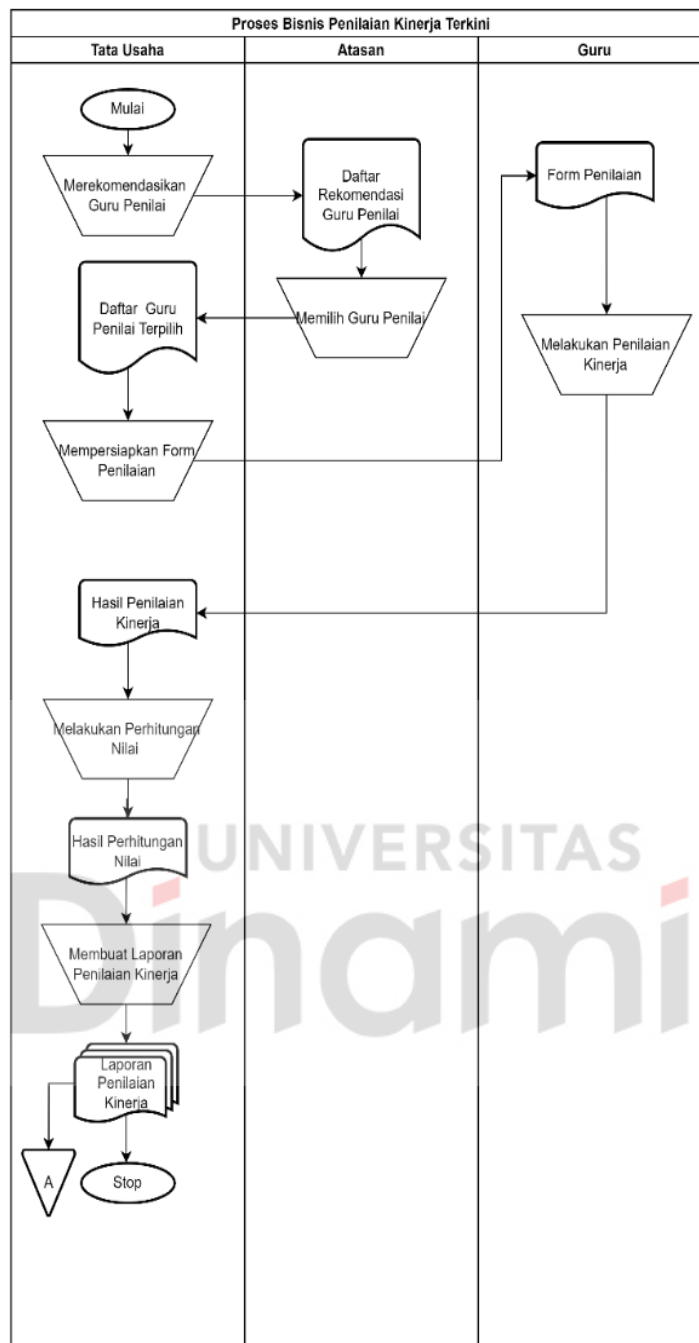 Proses Bisnis Penilaian Kinerja Terkini
Tata Usaha
Atasan
Guru
Mulai
Merekomendasikan
Guru Penilai
Daftar
Rekomendasi
Guru Penilai
Form Penilaian
Daftar Guru
Penilai Terpilih
Memilih Guru Penilai
Melakukan Penilaian
Kinerja
Mempersiapkan Form
Penilaian
Hasil Penilaian
Kinerja
Melakukan Perhitungan
Nilai
Hasil Perhitungan
Nilai
UNIVERSITAS
Dinami
Membuat Laporan
Penilaian Kinerja
Laporan
Penilaian
Kinerja
A
Stop